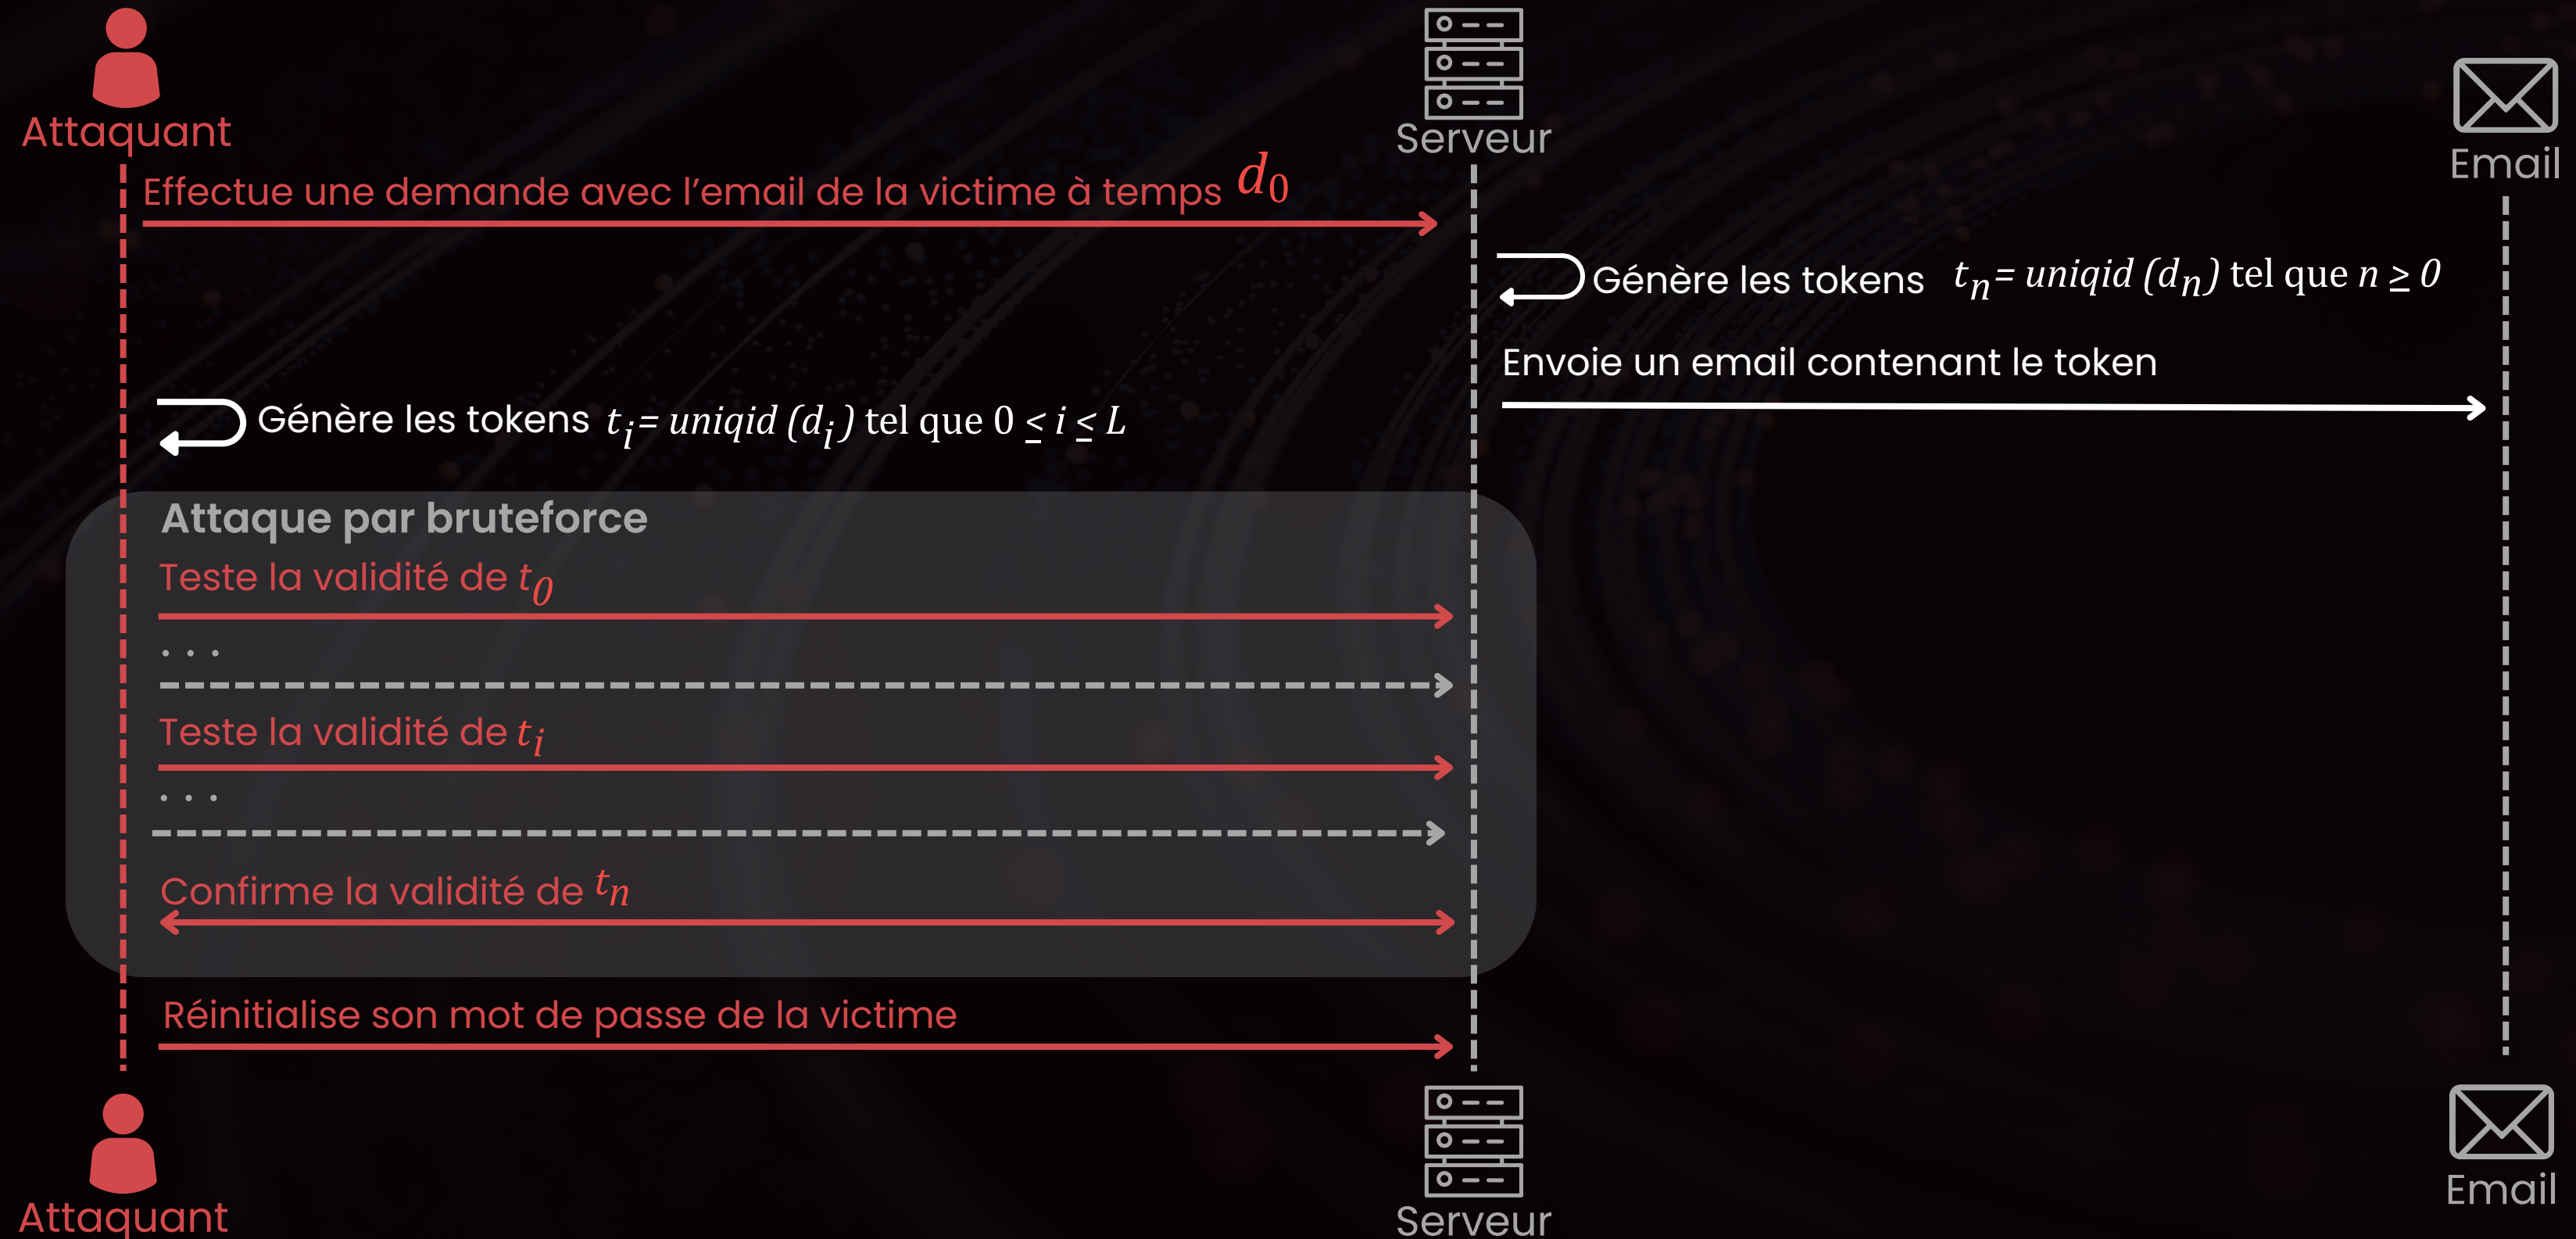 Attaquant
Serveur
Email
Effectue une demande avec l’email de la victime à temps d0
Génère les tokens tn= uniqid (dn) tel que n ≥ 0
Envoie un email contenant le token
Génère les tokens ti= uniqid (di) tel que 0 ≤ i ≤ L
Attaque par bruteforce
Teste la validité de t0
. . .
Teste la validité de ti
. . .
Confirme la validité de tn
Réinitialise son mot de passe de la victime
Attaquant
Serveur
Email